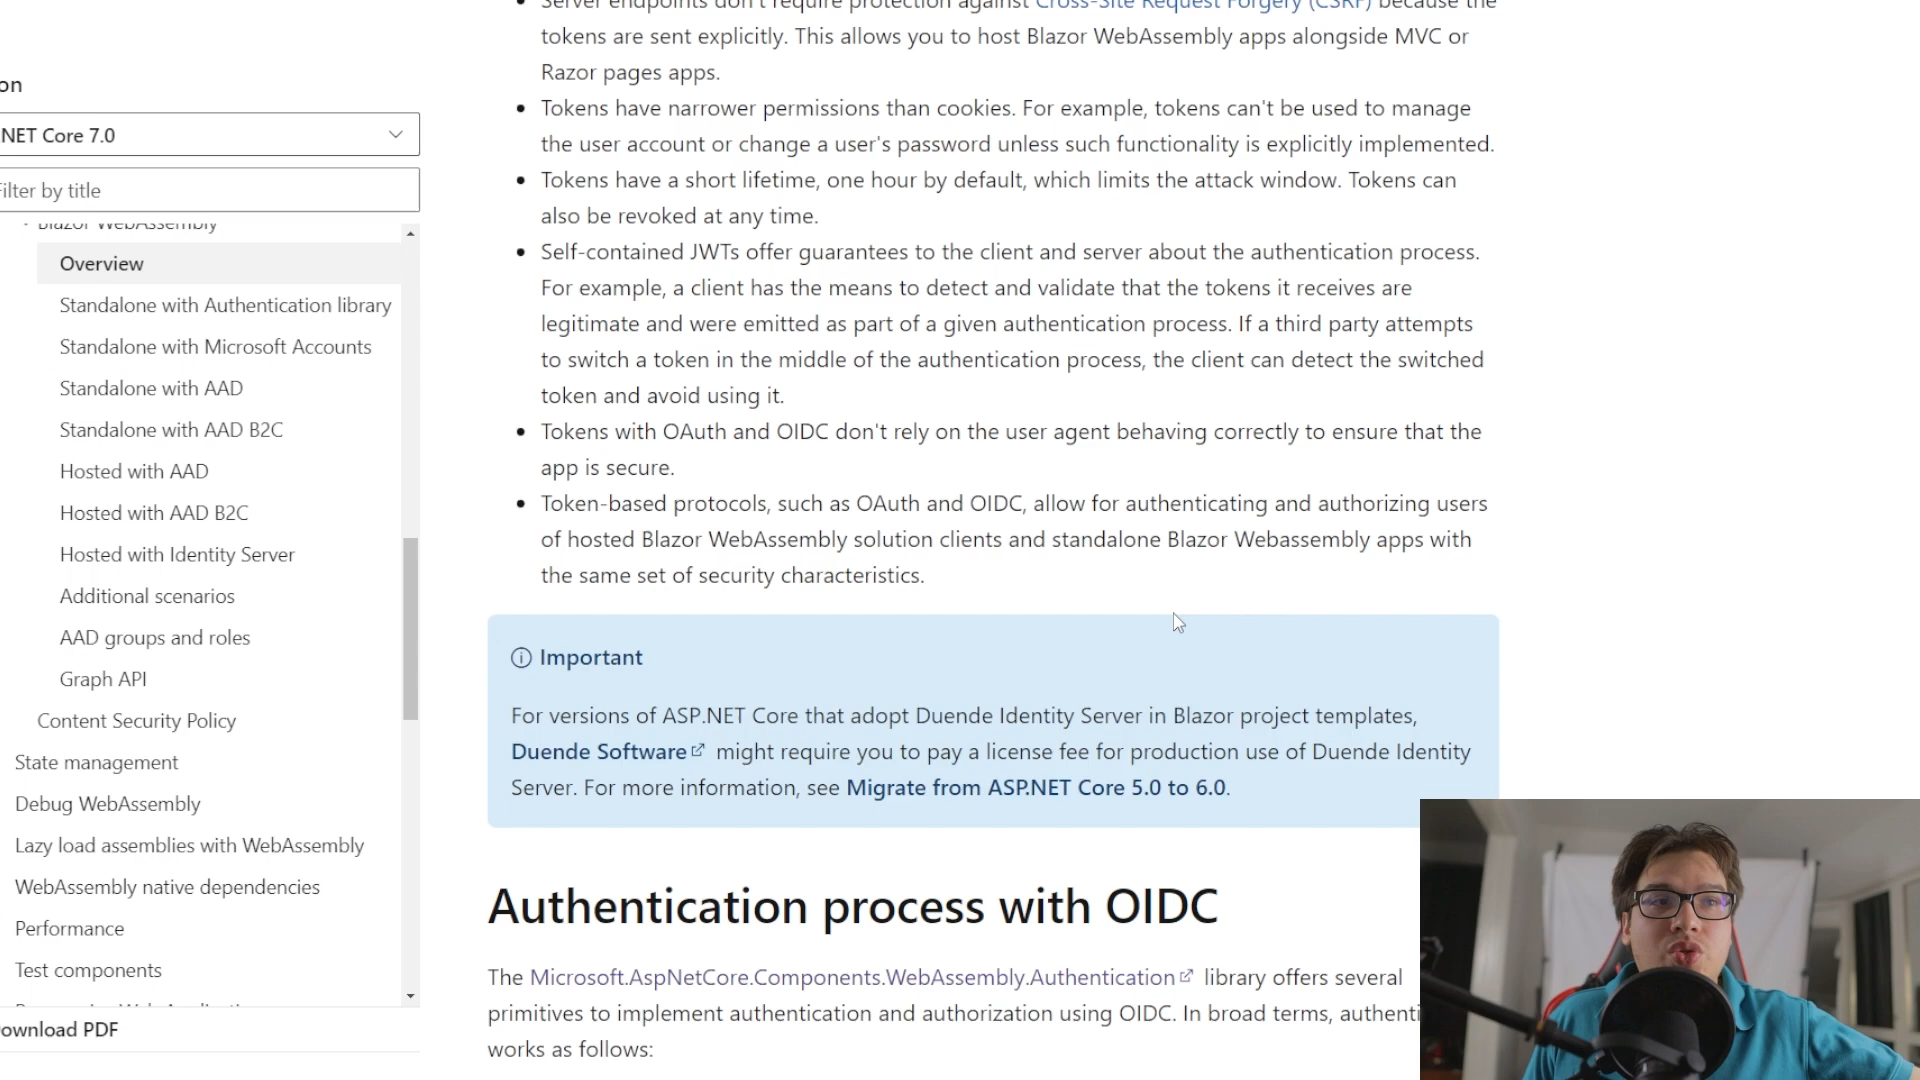 on
NET Core 7.0
Filter by title
Blazor WebAssembly
Overview
Standalone with Authentication library
Standalone with Microsoft Accounts
Standalone with AAD
Standalone with AAD B2C
Hosted with AAD
Hosted with AAD B2C
Hosted with Identity Server
Additional scenarios
AAD groups and roles
Graph API
Content Security Policy
State management
Debug WebAssembly
Lazy load assemblies with WebAssembly
WebAssembly native dependencies
Performance
Test components
ownload PDF
Server endpoints don't require protection against Cross-Site Request Forgery (CSRF) because the
tokens are sent explicitly. This allows you to host Blazor WebAssembly apps alongside MVC or
Razor pages apps.
Tokens have narrower permissions than cookies. For example, tokens can't be used to manage
the user account or change a user's password unless such functionality is explicitly implemented.
Tokens have a short lifetime, one hour by default, which limits the attack window. Tokens can
also be revoked at any time.
Self-contained JWTs offer guarantees to the client and server about the authentication process.
For example, a client has the means to detect and validate that the tokens it receives are
legitimate and were emitted as part of a given authentication process. If a third party attempts
to switch a token in the middle of the authentication process, the client can detect the switched
token and avoid using it.
Tokens with OAuth and OIDC don't rely on the user agent behaving correctly to ensure that the
app is secure.
Token-based protocols, such as OAuth and OIDC, allow for authenticating and authorizing users
of hosted Blazor WebAssembly solution clients and standalone Blazor Webassembly apps with
the same set of security characteristics.
Important
For versions of ASP.NET Core that adopt Duende Identity Server in Blazor project templates,
Duende Software might require you to pay a license fee for production use of Duende Identity
Server. For more information, see Migrate from ASP.NET Core 5.0 to 6.0.
Authentication process with OIDC
The Microsoft.AspNetCore.Components.WebAssembly.Authentication library offers several
primitives to implement authentication and authorization using OIDC. In broad terms, authenti
works as follows: